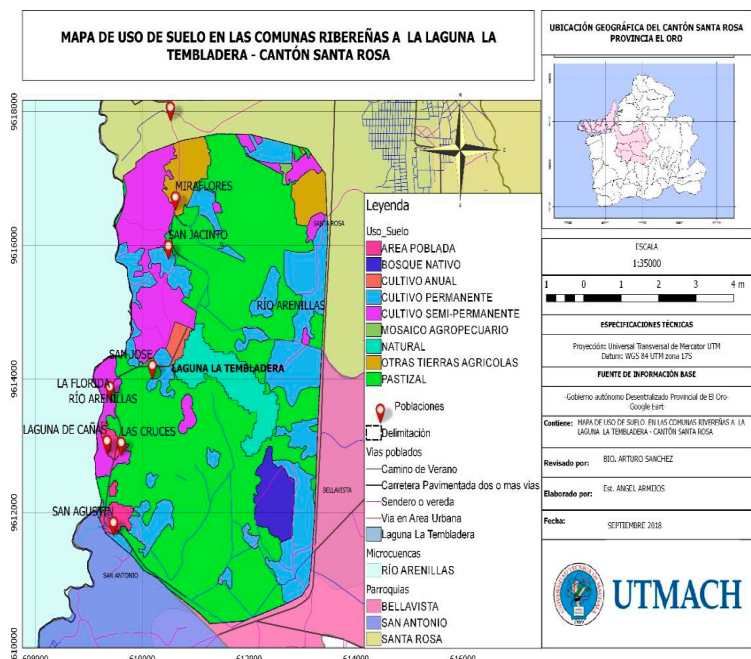 MAPA DE USO DE SUELO EN LAS COMUNAS RIBEREÑAS A LA LAGUNA LA
TEMBLADERA - CANTÓN SANTA ROSA
UBICACIÓN GEOGRÁFICA DEL CANTÓN SANTA ROSA
PROVINCIA EL ORO
9618000
9616000
9614000
9612000
9610000
608000
610000
612000
614000
616000
MIRAFLORES
SAN JACINTO
SANTA ROSA
RÍO ARENILLAS
SAN JOSE
LAGUNA LA TEMBLADERA
LA FLORIDA
RÍO ARENILLAS
LAGUNA DE CAÑAS
LAS CRUCES
SAN AGUSTIN
BELLAVISTA
SAN ANTONIO
Leyenda
Uso_Suelo
AREA POBLADA
BOSQUE NATIVO
CULTIVO ANUAL
CULTIVO PERMANENTE
CULTIVO SEMI-PERMANENTE
MOSAICO AGROPECUARIO
NATURAL
OTRAS TIERRAS AGRICOLAS
PASTIZAL
Poblaciones
Delimitación
Vias poblados
Camino de Verano
Carretera Pavimentada dos o mas vias
Sendero o vereda
Via en Area Urbana
Laguna La Tembladera
Microcuencas
RÍO ARENILLAS
Parroquias
BELLAVISTA
SAN ANTONIO
SANTA ROSA
ESCALA
1:35000
1 0 1 2 3 4 m
ESPECIFICACIONES TÉCNICAS
Proyección: Universal Transversal de Mercator UTM
Datum: WGS 84 UTM zona 17S
FUENTE DE INFORMACIÓN BASE
-Gobierno autónomo Desentralizado Provincial de El Oro-
Google Eart-
Contiene: MAPA DE USO DE SUELO EN LAS COMUNAS RIVEREÑAS A LA
LAGUNA LA TEMBLADERA - CANTÓN SANTA ROSA
Revisado por: BIO. ARTURO SANCHEZ
Elaborado por: Est. ANGEL ARMIJOS
Fecha: SEPTIEMBRE 2018
UTMACH